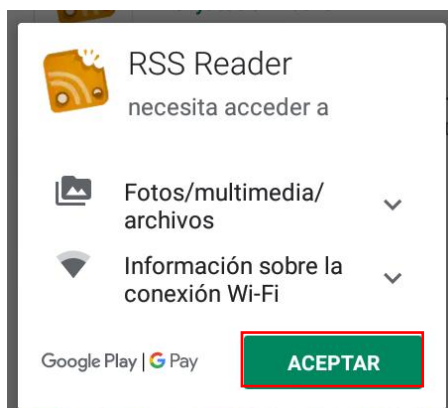 RSS Reader
necesita acceder a
Fotos/multimedia/
archivos
Información sobre la
conexión Wi-Fi
Google Play | G Pay
ACEPTAR